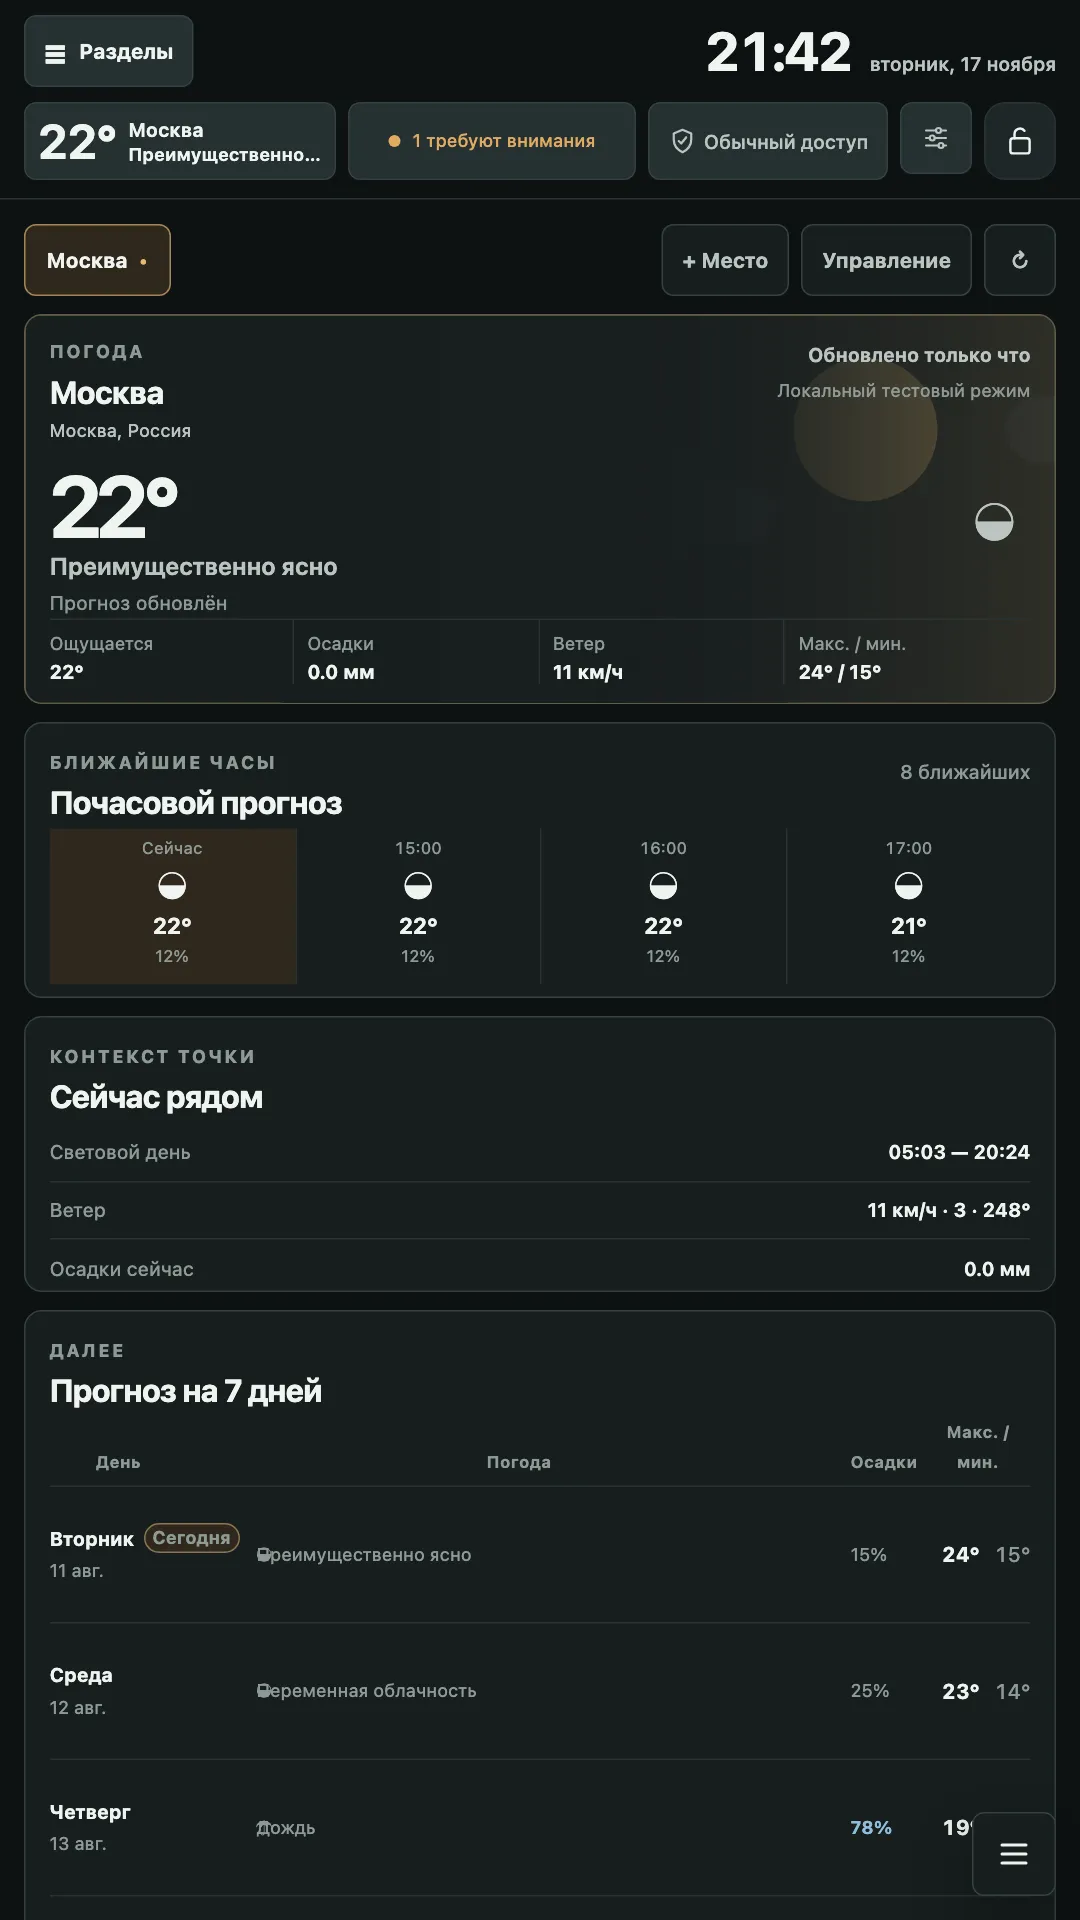 Разделы
21:42 вторник, 17 ноября
22° Москва
Преимущественно...
1 требуют внимания
Обычный доступ
Москва
+ Место
Управление
ПОГОДА
Обновлено только что
Москва
Локальный тестовый режим
Москва, Россия
22°
Преимущественно ясно
Прогноз обновлён
Ощущается
22°
Осадки
0.0 мм
Ветер
11 км/ч
Макс. / мин.
24° / 15°
БЛИЖАЙШИЕ ЧАСЫ
8 ближайших
Почасовой прогноз
Сейчас
22°
12%
15:00
22°
12%
16:00
22°
12%
17:00
21°
12%
КОНТЕКСТ ТОЧКИ
Сейчас рядом
Световой день 05:03 — 20:24
Ветер 11 км/ч · 3 · 248°
Осадки сейчас 0.0 мм
ДАЛЕЕ
Прогноз на 7 дней
День Погода Осадки Макс. / мин.
Вторник Сегодня
11 авг.
Преимущественно ясно 15% 24° 15°
Среда
12 авг.
Переменная облачность 25% 23° 14°
Четверг
13 авг.
Дождь 78% 19°